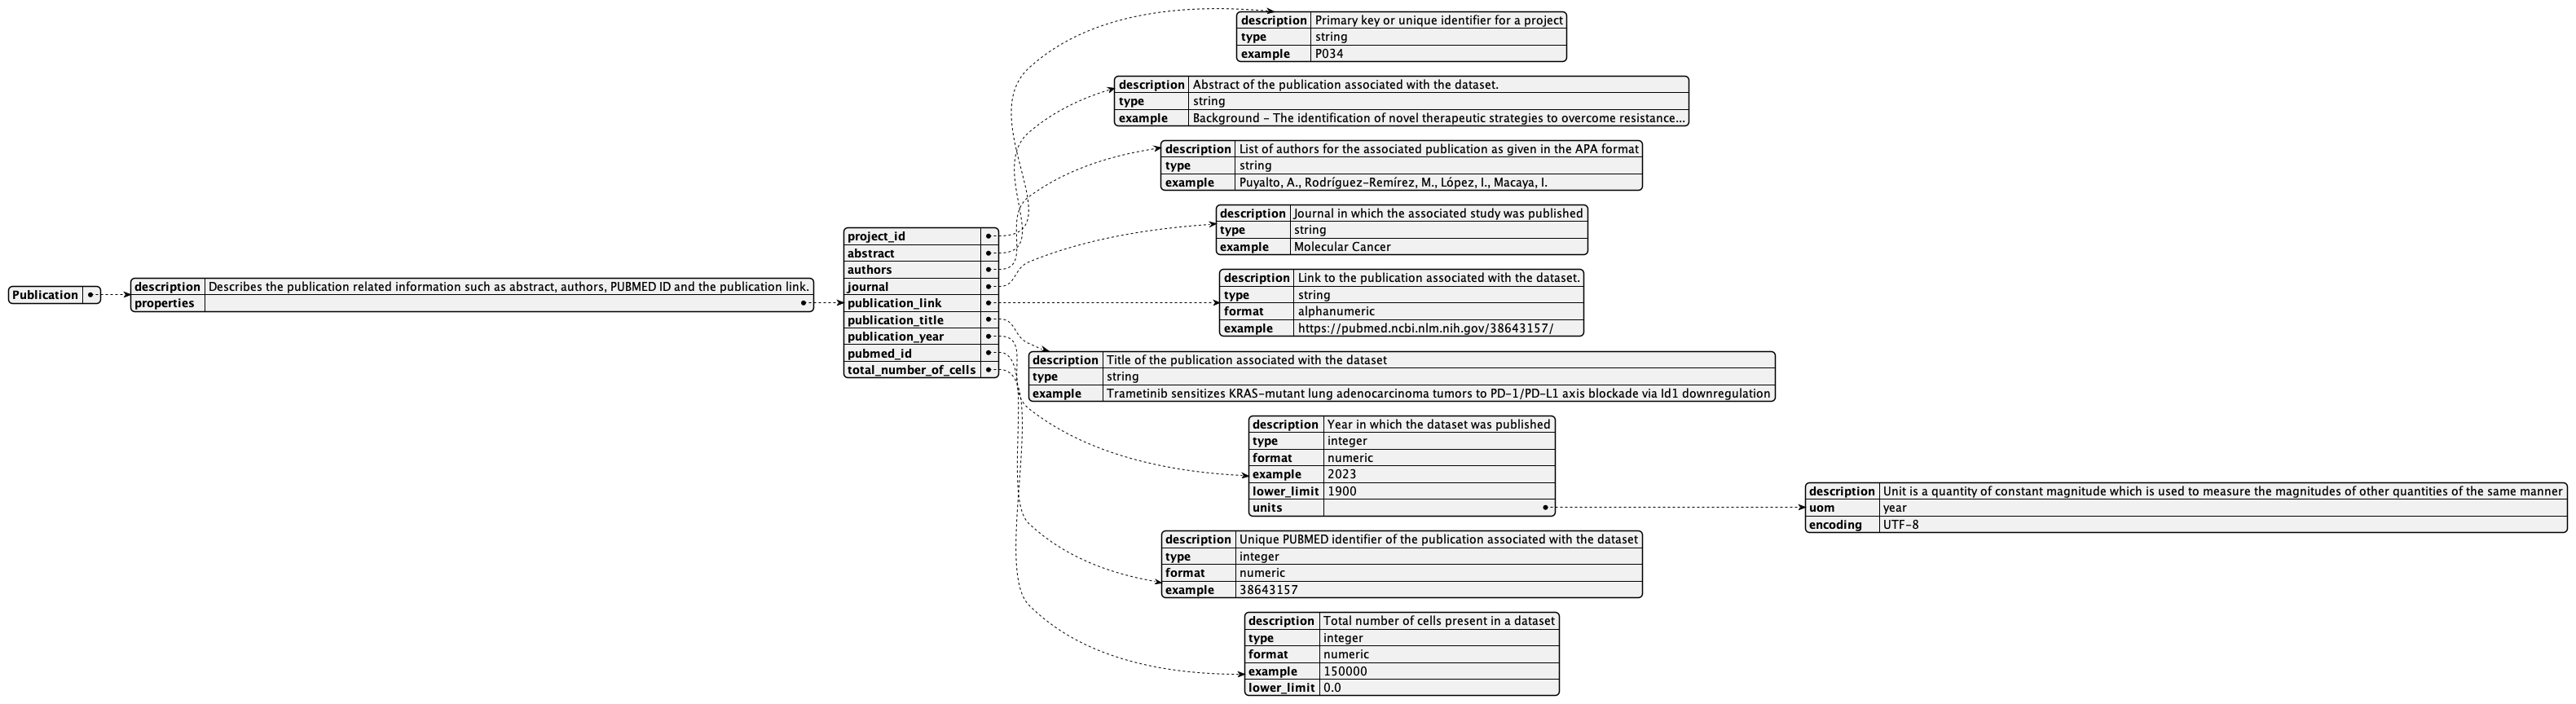 Publication
description Describes the publication related information such as abstract, authors, PUBMED ID and the publication link.
properties
project_id
abstract
authors
journal
publication_link
publication_title
publication_year
pubmed_id
total_number_of_cells
description Primary key or unique identifier for a project
type string
example P034
description Abstract of the publication associated with the dataset.
type string
example Background - The identification of novel therapeutic strategies to overcome resistance...
description List of authors for the associated publication as given in the APA format
type string
example Puyalto, A., Rodríguez-Remírez, M., López, I., Macaya, I.
description Journal in which the associated study was published
type string
example Molecular Cancer
description Link to the publication associated with the dataset.
type string
format alphanumeric
example https://pubmed.ncbi.nlm.nih.gov/38643157/
description Title of the publication associated with the dataset
type string
example Trametinib sensitizes KRAS-mutant lung adenocarcinoma tumors to PD-1/PD-L1 axis blockade via Id1 downregulation
description Year in which the dataset was published
type integer
format numeric
example 2023
lower_limit 1900
units
description Unit is a quantity of constant magnitude which is used to measure the magnitudes of other quantities of the same manner
uom year
encoding UTF-8
description Unique PUBMED identifier of the publication associated with the dataset
type integer
format numeric
example 38643157
description Total number of cells present in a dataset
type integer
format numeric
example 150000
lower_limit 0.0